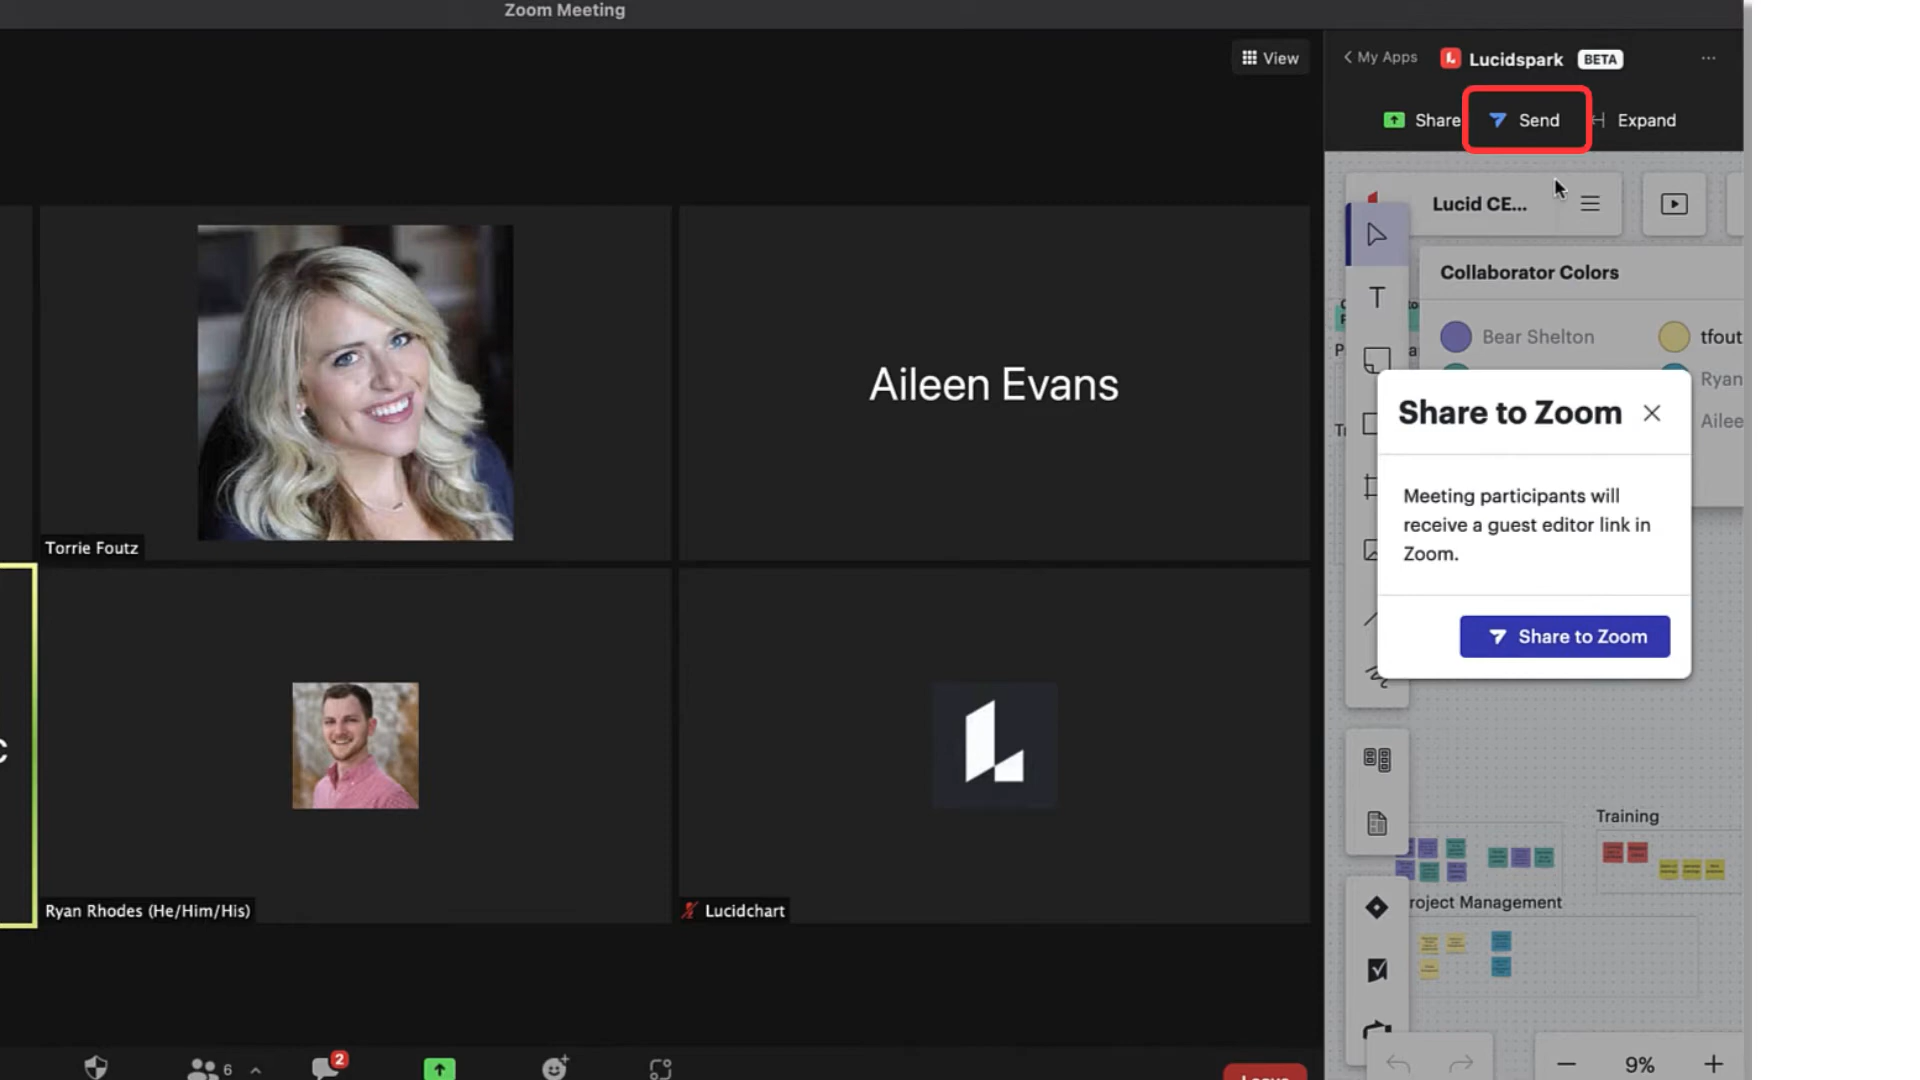 Zoom Meeting
View
My Apps
Lucidspark BETA
Share
Send
Expand
Lucid CE...
Collaborator Colors
Bear Shelton
tfout
Ryan
Ailee
Share to Zoom
Meeting participants will
receive a guest editor link in
Zoom.
Share to Zoom
Aileen Evans
Torrie Foutz
Ryan Rhodes (He/Him/His)
Lucidchart
Training
roject Management
6
2
9%